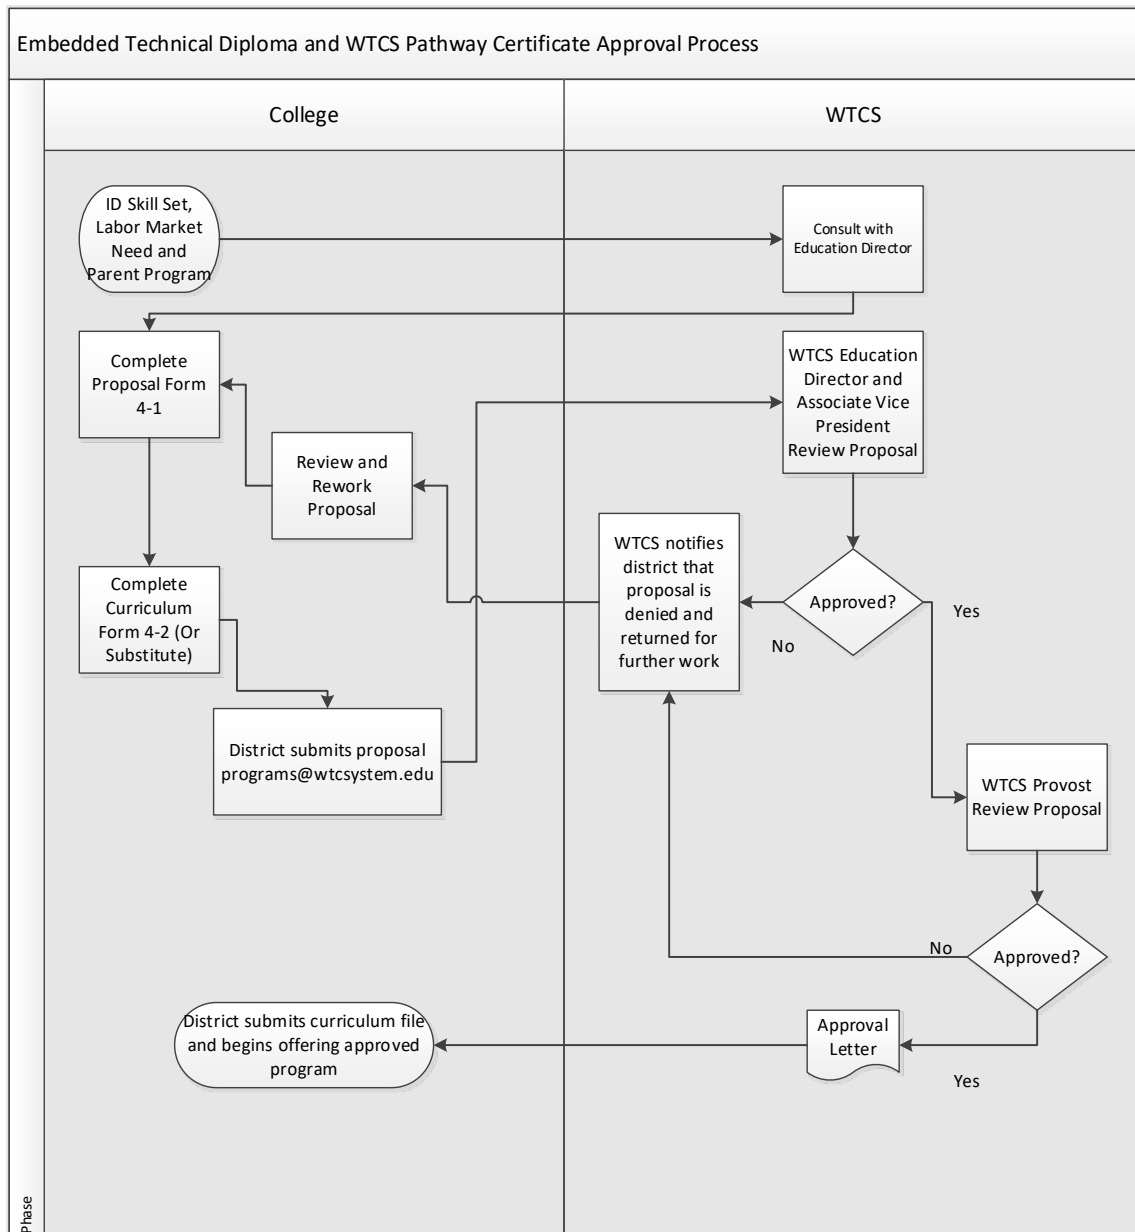 Embedded Technical Diploma and WTCS Pathway Certificate Approval Process
College
WTCS
ID Skill Set,
Labor Market
Need and
Parent Program
Consult with
Education Director
Complete
Proposal Form
4-1
WTCS Education
Director and
Associate Vice
President
Review Proposal
Review and
Rework
Proposal
WTCS notifies
district that
proposal is
denied and
returned for
further work
Approved?
Yes
No
Complete
Curriculum
Form 4-2 (Or
Substitute)
District submits proposal
programs@wtcsystem.edu
WTCS Provost
Review Proposal
Approved?
No
Yes
Approval
Letter
District submits curriculum file
and begins offering approved
program
Phase